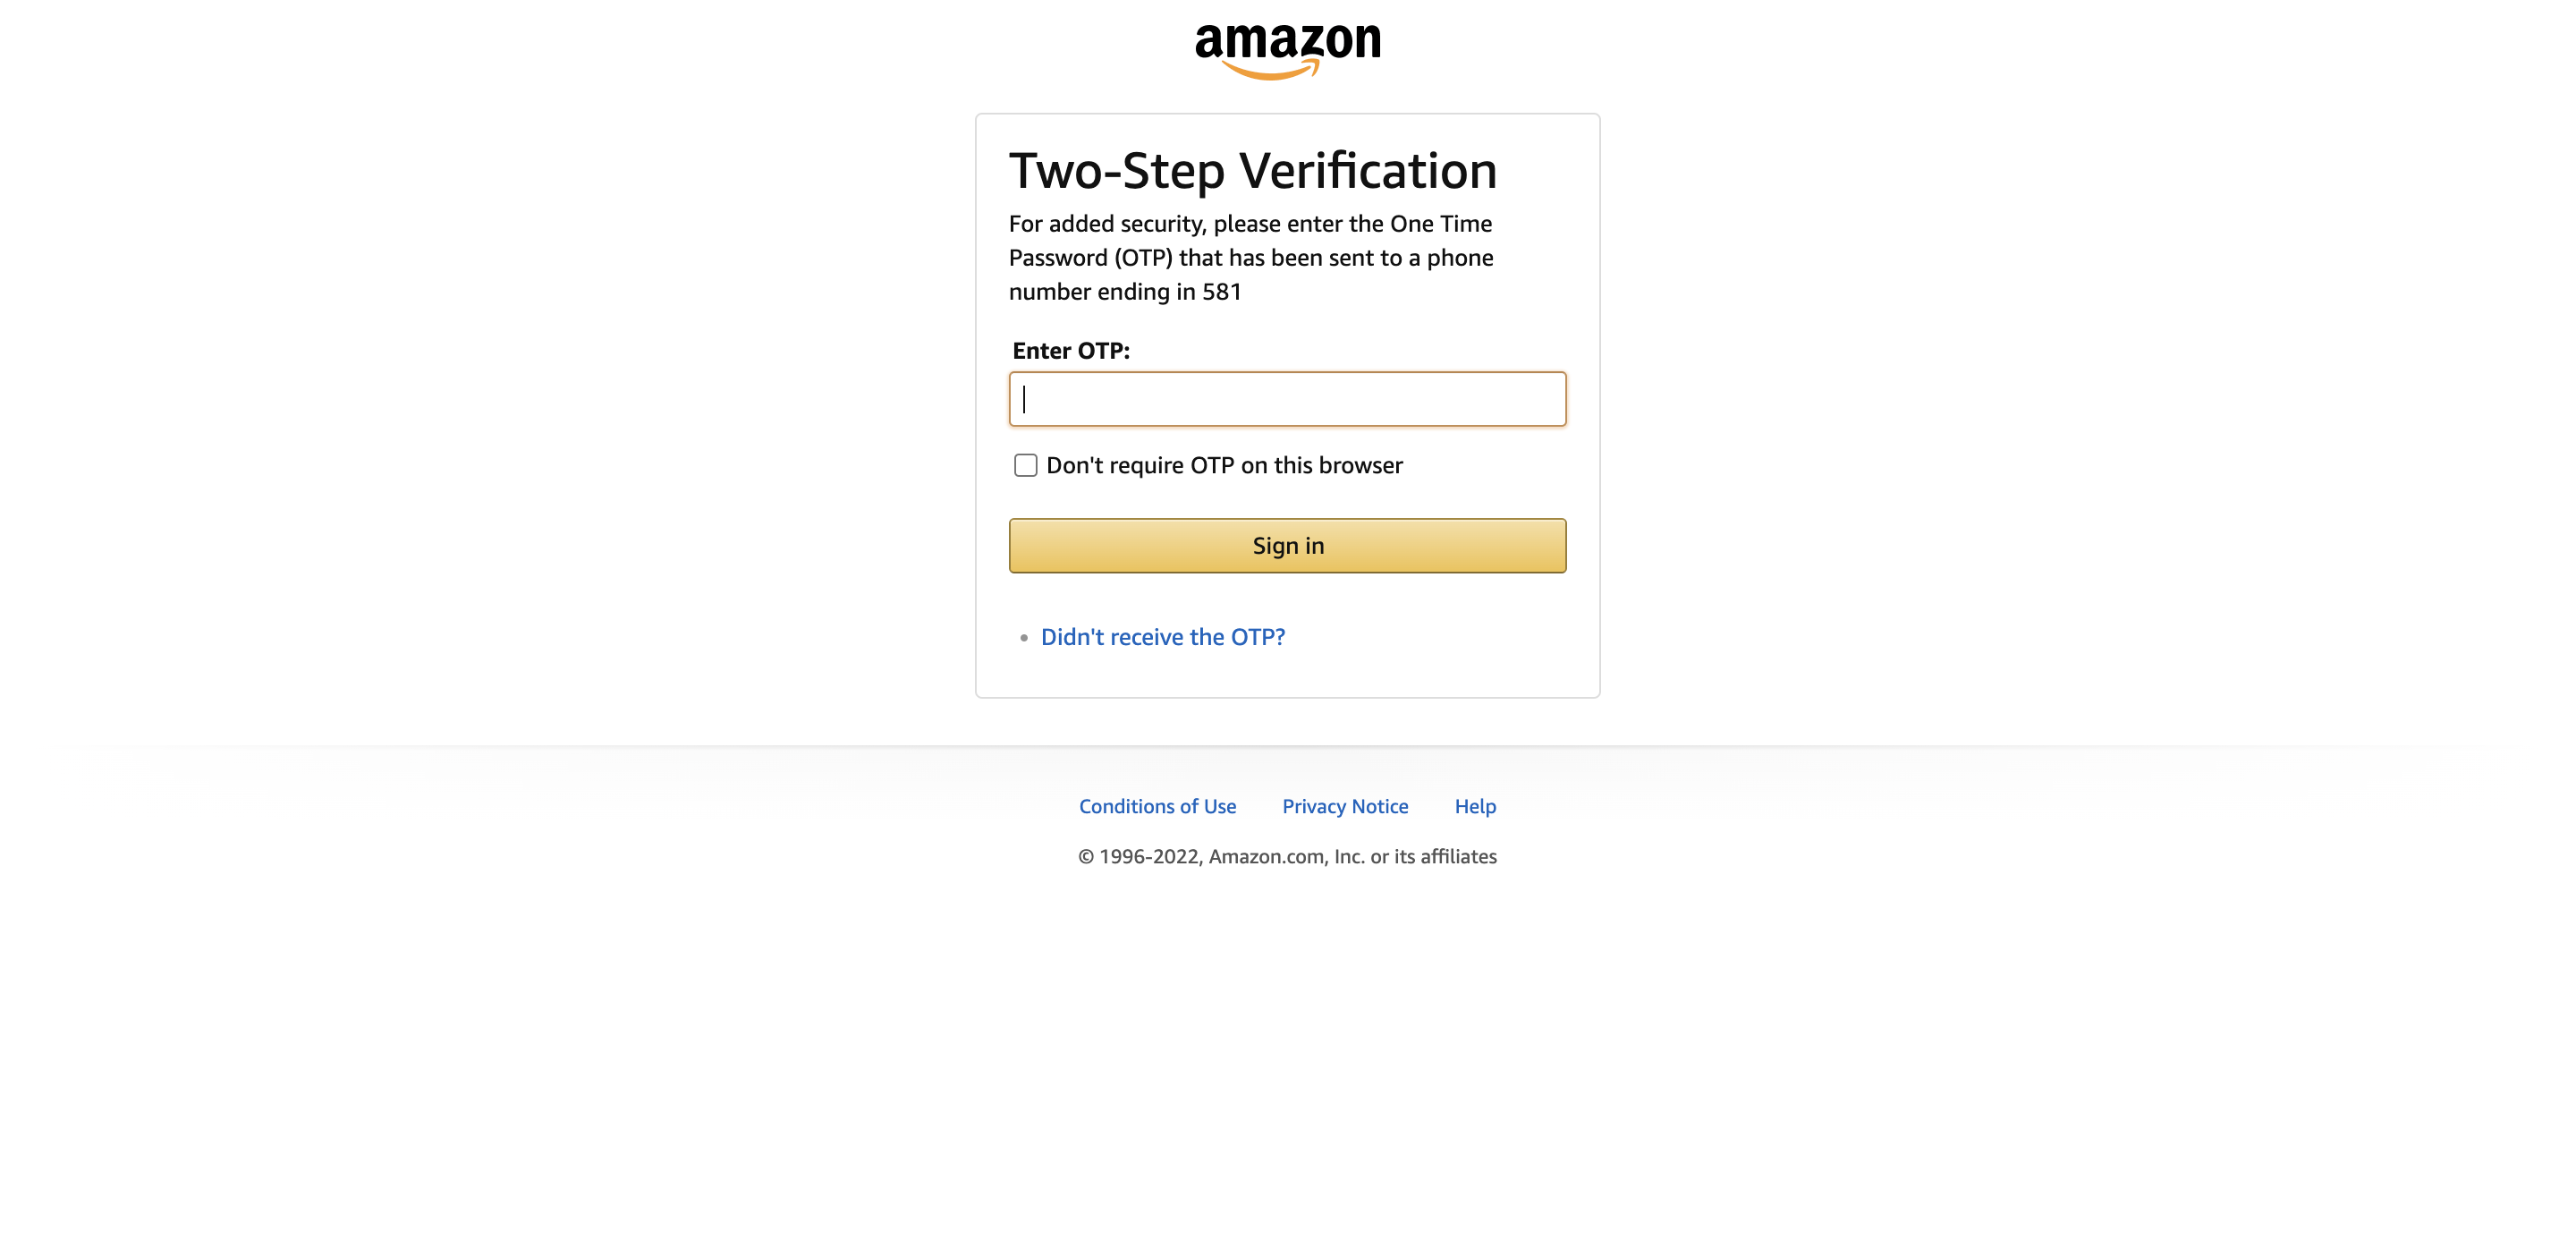 amazon
Two-Step Verification
For added security, please enter the One Time
Password (OTP) that has been sent to a phone
number ending in 581
Enter OTP:
Don't require OTP on this browser
Sign in
Didn't receive the OTP?
Conditions of Use Privacy Notice Help
© 1996-2022, Amazon.com, Inc. or its affiliates